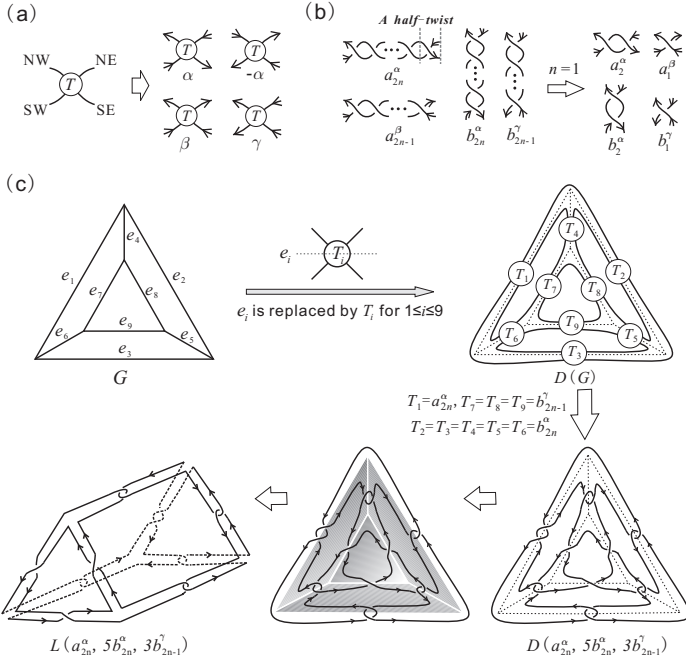 (a)
NW NE
SW SE
T
T T
α -α
T T
β γ
(b)
A half-twist
a^α_{2n}
a^β_{2n-1}
b^α_{2n} b^γ_{2n-1}
n=1
a^α_2 a^β_1
b^α_2 b^γ_1
(c)
e_1 e_4 e_2
e_7 e_8
e_6 e_9 e_5
e_3
G
e_i T_i
e_i is replaced by T_i for 1≤i≤9
T_4
T_1 T_2
T_7 T_8
T_6 T_9 T_5
T_3
D(G)
T_1=a^α_{2n}, T_7=T_8=T_9=b^γ_{2n-1}
T_2=T_3=T_4=T_5=T_6=b^α_{2n}
L(a^α_{2n}, 5b^α_{2n}, 3b^γ_{2n-1})
D(a^α_{2n}, 5b^α_{2n}, 3b^γ_{2n-1})